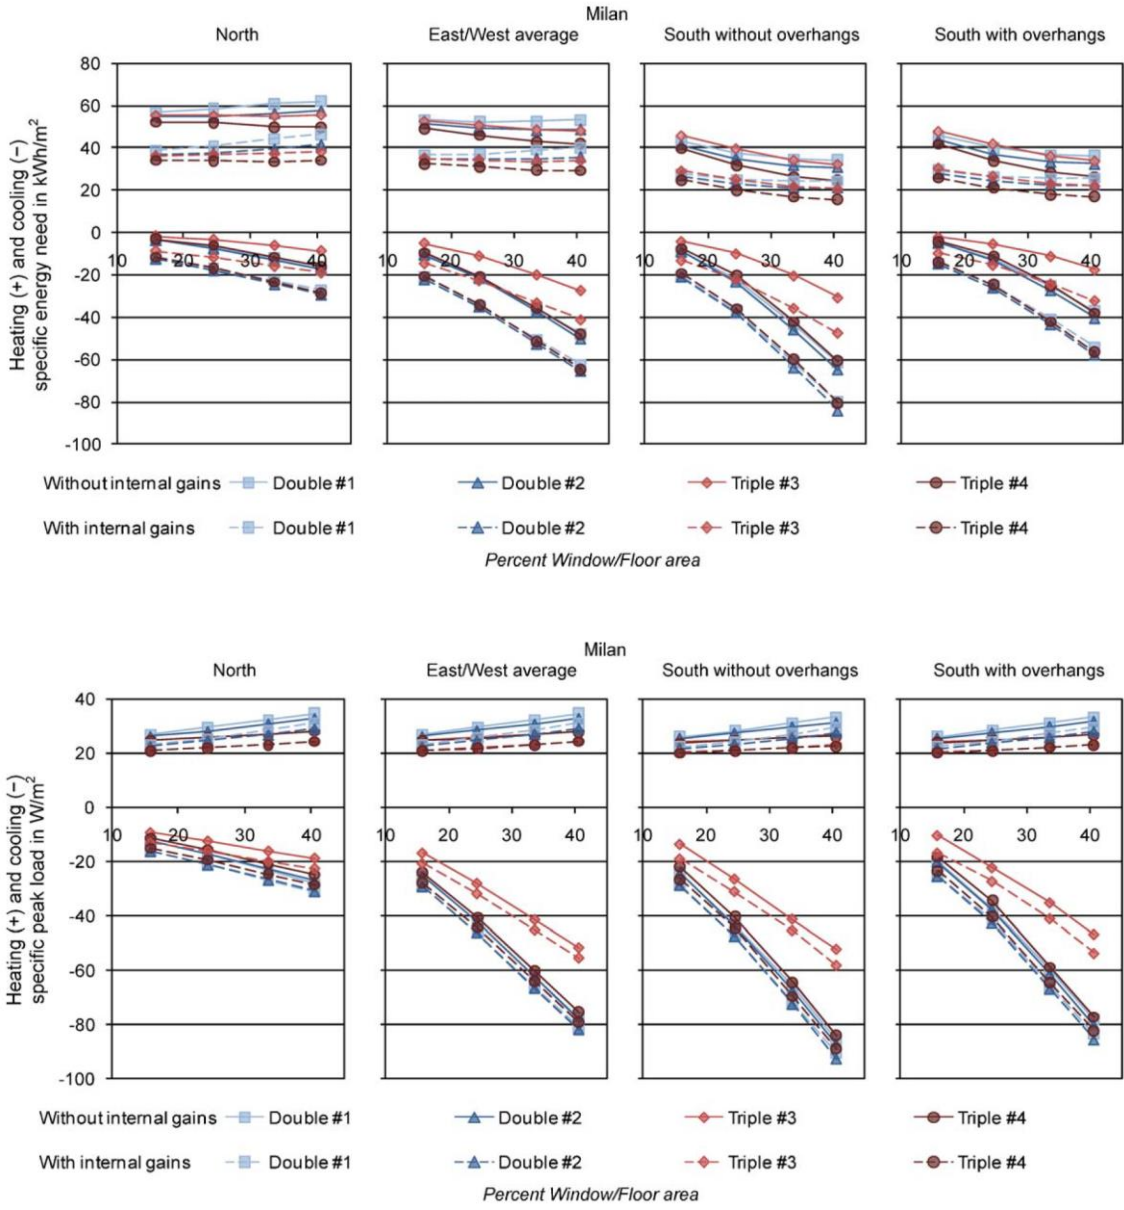 Milan
North East/West average South without overhangs South with overhangs
Heating (+) and cooling (−)
specific energy need in kWh/m²
80
60
40
20
0
-20
-40
-60
-80
-100
10 20 30 40 10 20 30 40 10 20 30 40 10 20 30 40
Without internal gains Double #1 Double #2 Triple #3 Triple #4
With internal gains Double #1 Double #2 Triple #3 Triple #4
Percent Window/Floor area
Milan
North East/West average South without overhangs South with overhangs
Heating (+) and cooling (−)
specific peak load in W/m²
40
20
0
-20
-40
-60
-80
-100
10 20 30 40 10 20 30 40 10 20 30 40 10 20 30 40
Without internal gains Double #1 Double #2 Triple #3 Triple #4
With internal gains Double #1 Double #2 Triple #3 Triple #4
Percent Window/Floor area